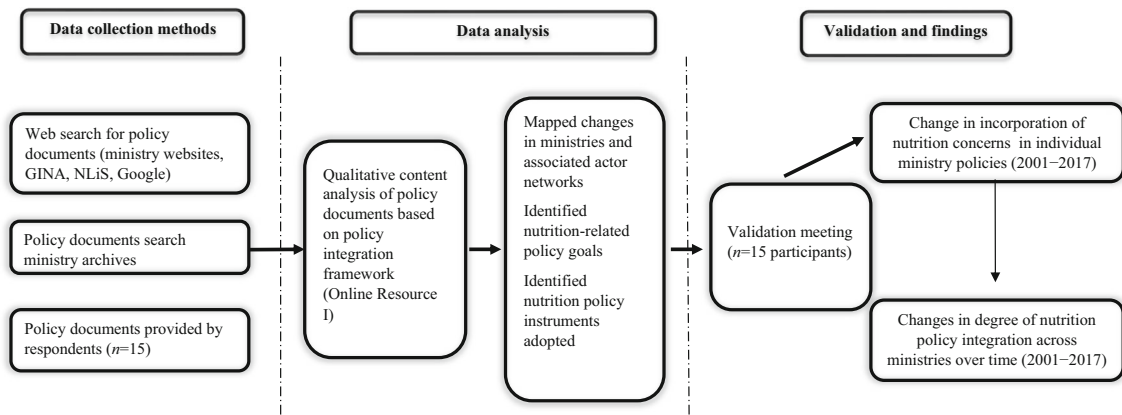 Data collection methods
Data analysis
Validation and findings
Web search for policy
documents (ministry websites,
GINA, NLiS, Google)
Policy documents search
ministry archives
Policy documents provided by
respondents (n=15)
Qualitative content
analysis of policy
documents based
on policy
integration
framework
(Online Resource
I)
Mapped changes
in ministries and
associated actor
networks
Identified
nutrition-related
policy goals
Identified
nutrition policy
instruments
adopted
Validation meeting
(n=15 participants)
Change in incorporation of
nutrition concerns in individual
ministry policies (2001−2017)
Changes in degree of nutrition
policy integration across
ministries over time (2001−2017)